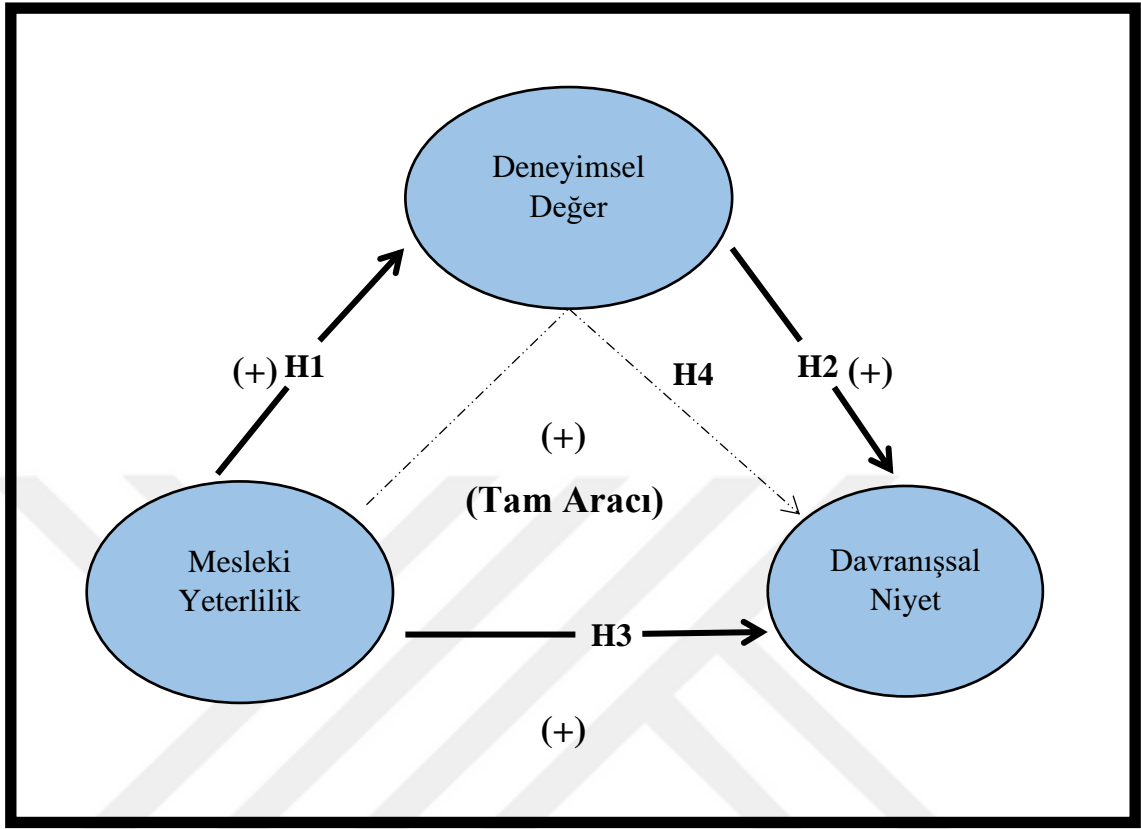 Deneyimsel
Değer
(+) H1
H4
H2 (+)
(+)
(Tam Aracı)
Mesleki
Yeterlilik
Davranışsal
Niyet
H3
(+)